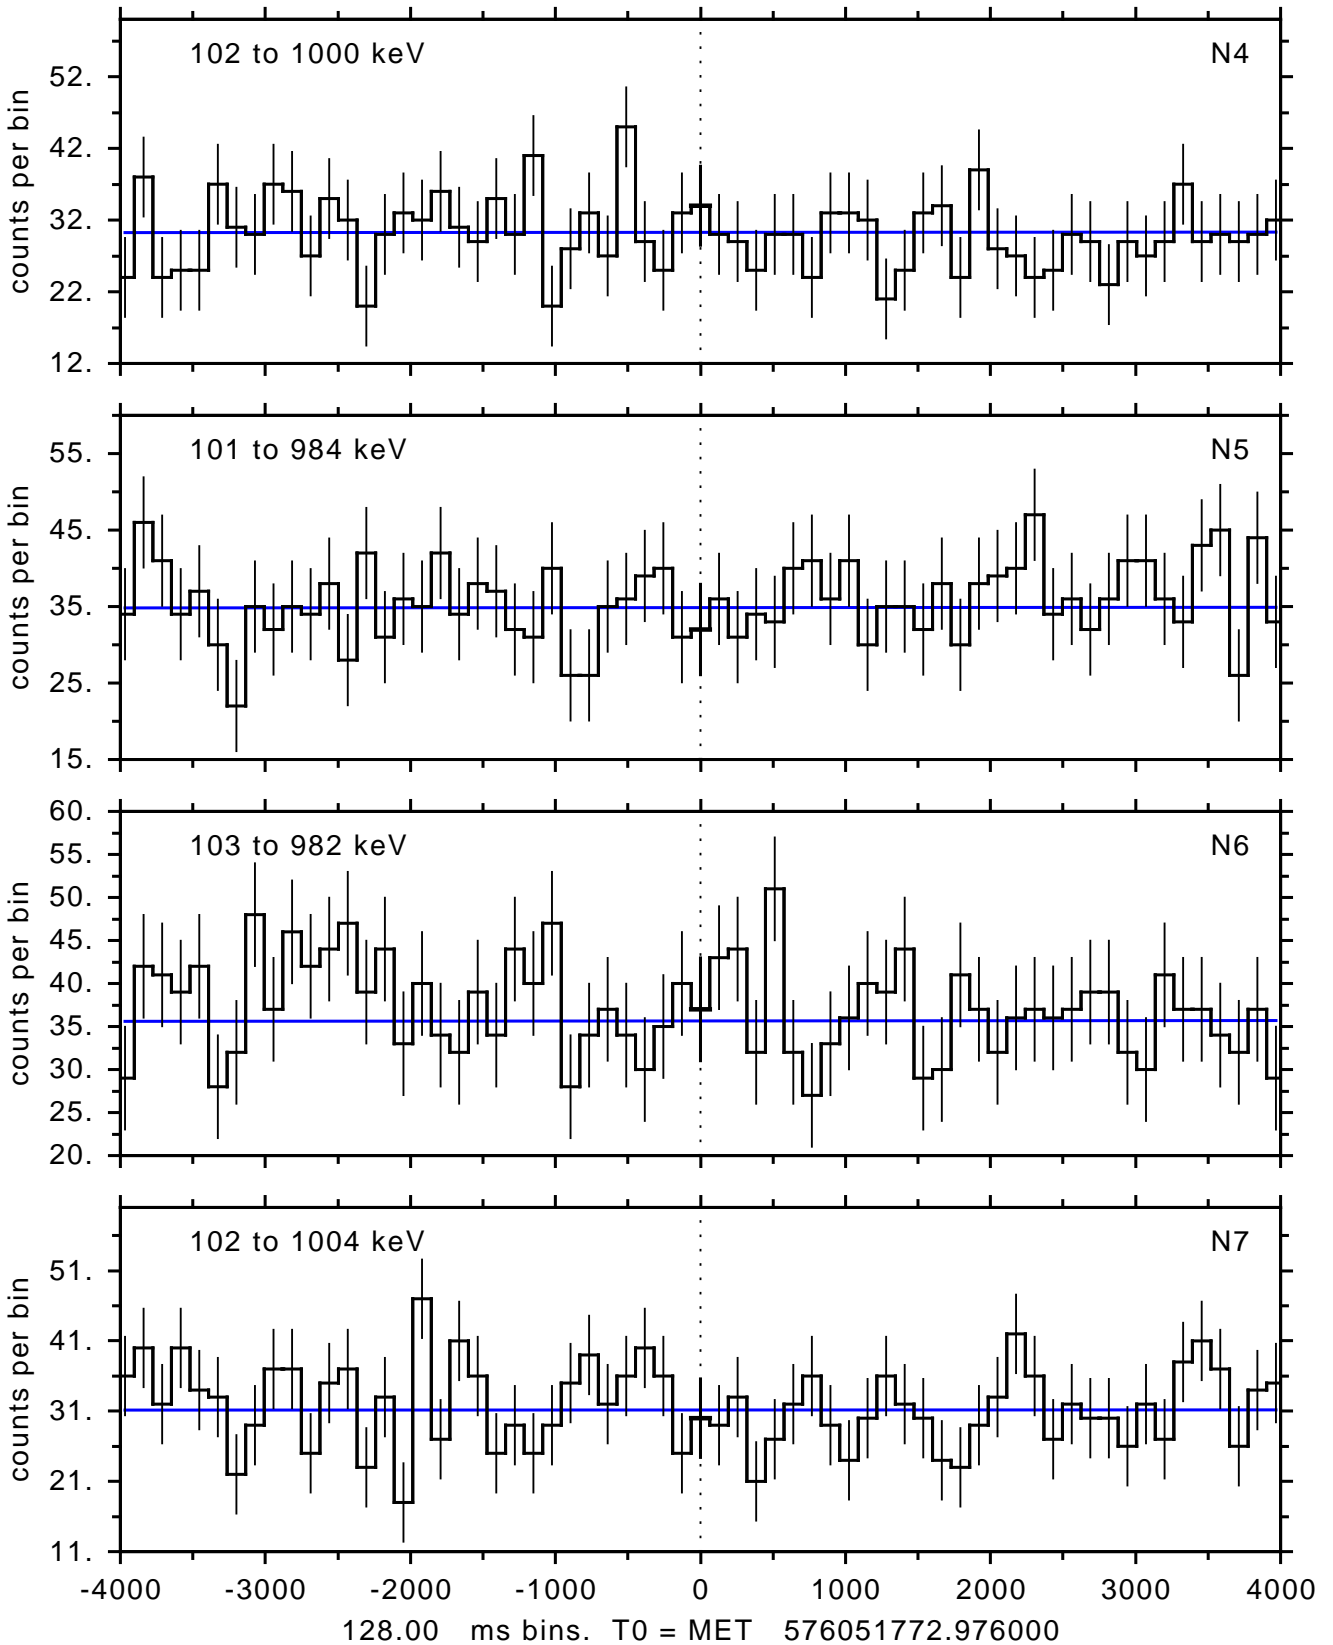 102 to 1000 keV N4
52.
42.
32.
22.
12.
counts per bin
101 to 984 keV N5
55.
45.
35.
25.
15.
counts per bin
60.
103 to 982 keV N6
55.
50.
45.
40.
35.
30.
25.
20.
counts per bin
102 to 1004 keV N7
51.
41.
31.
21.
11.
counts per bin
-4000 -3000 -2000 -1000 0 1000 2000 3000 4000
128.00 ms bins. T0 = MET 576051772.976000